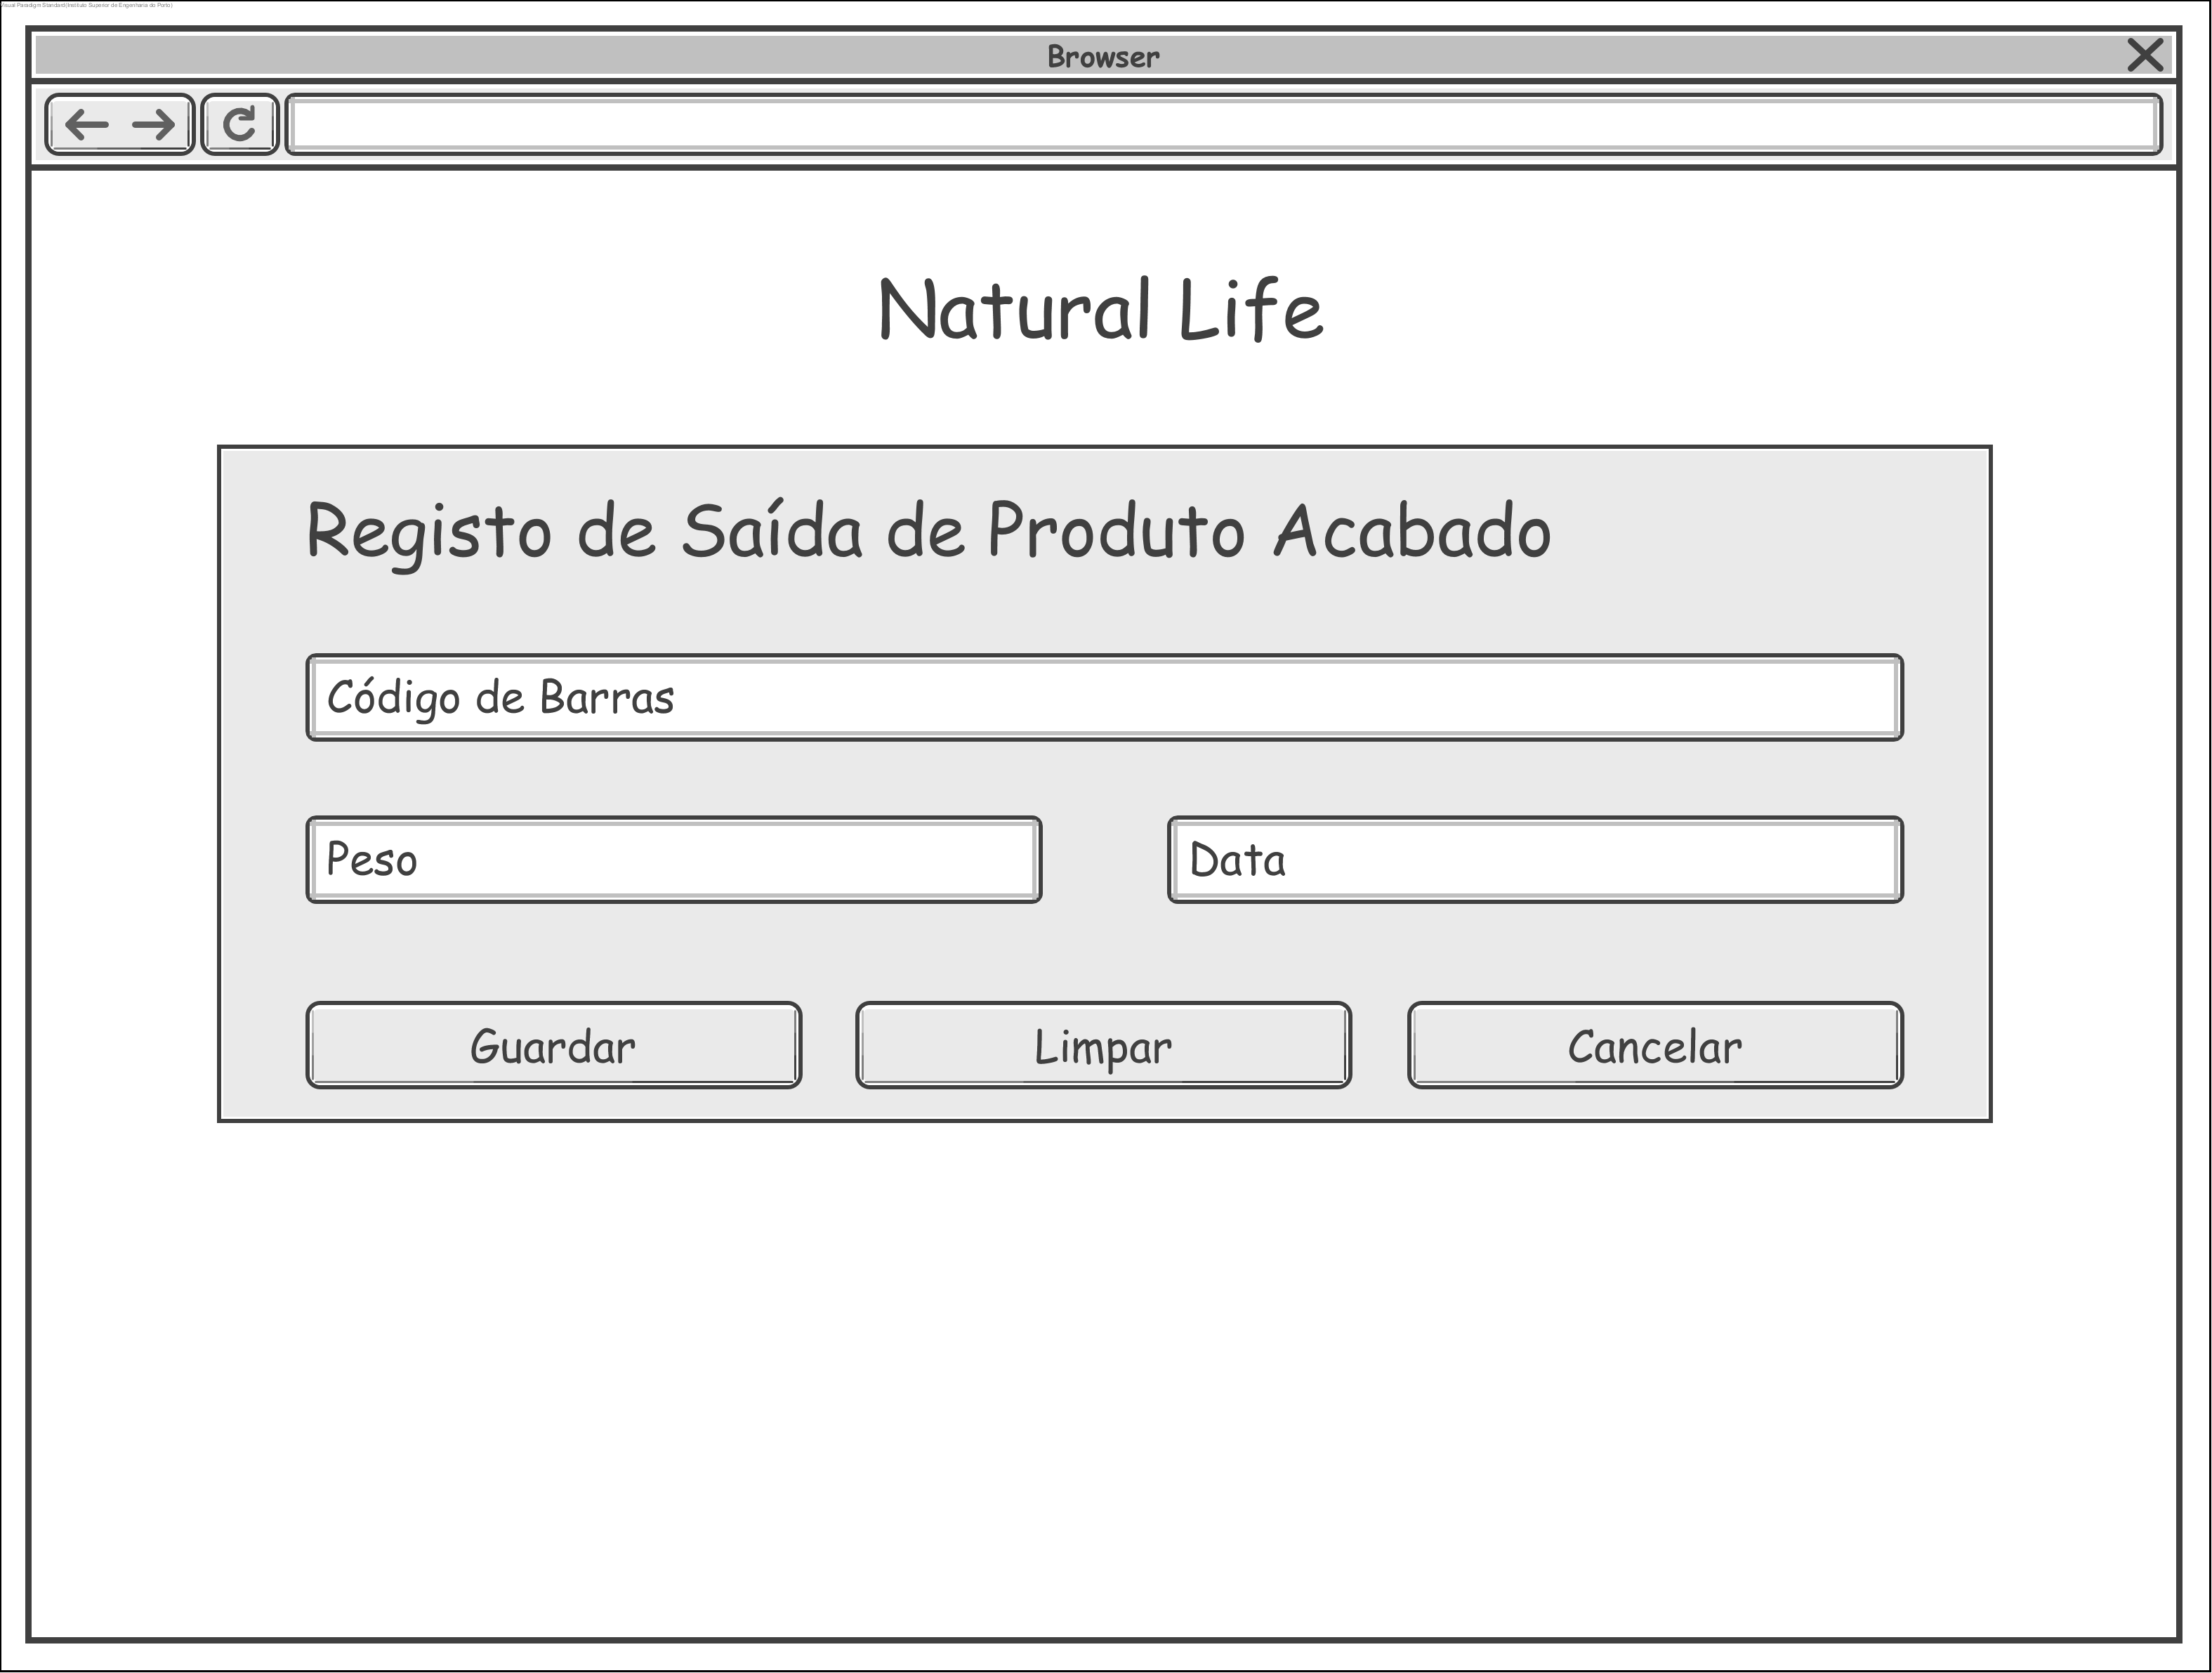 Visual Paradigm Standard(Instituto Superior de Engenharia do Porto)
Browser
Natural Life
Registo de Saída de Produto Acabado
Código de Barras
Peso Data
Guardar Limpar Cancelar